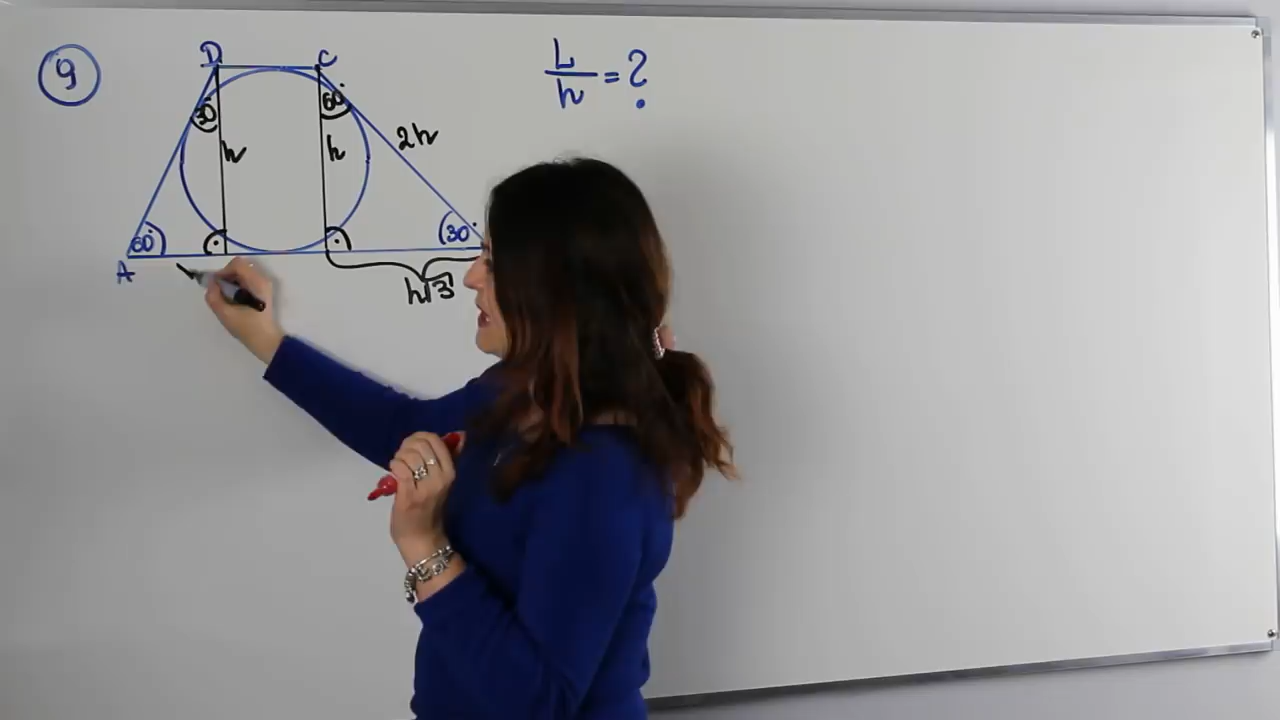 9
L/h = ?
D C
30° 60°
h h 2h
60° 30°
A
h√3